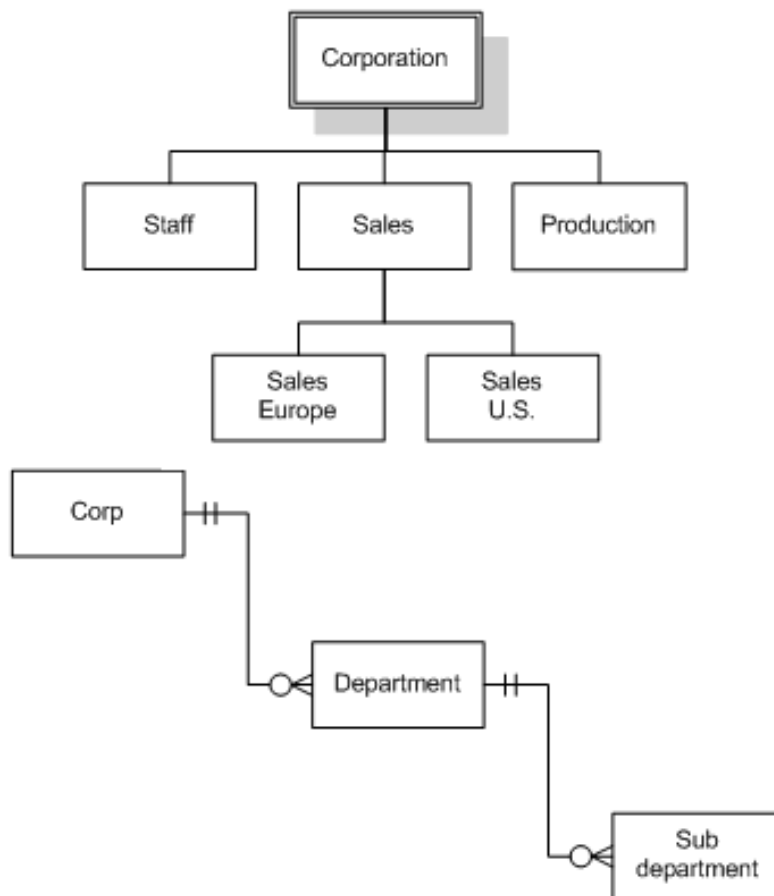 Corporation
Staff
Sales
Production
Sales
Europe
Sales
U.S.
Corp
Department
Sub
department